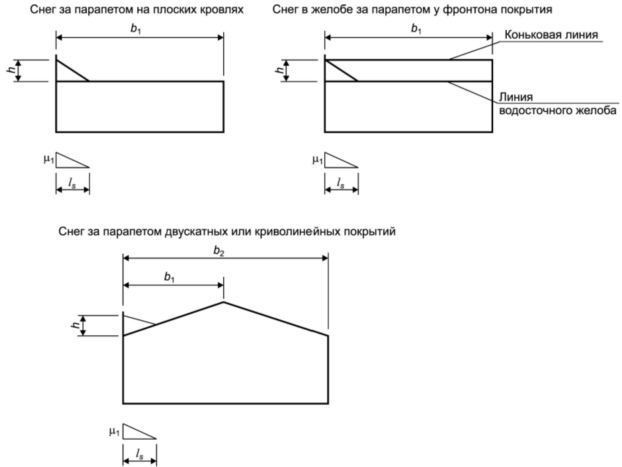 Снег за парапетом на плоских кровлях
Снег в желобе за парапетом у фронтона покрытия
b₁
h
μ₁
lₛ
b₁
Коньковая линия
h
Линия
водосточного желоба
μ₁
lₛ
Снег за парапетом двускатных или криволинейных покрытий
b₂
b₁
h
μ₁
lₛ